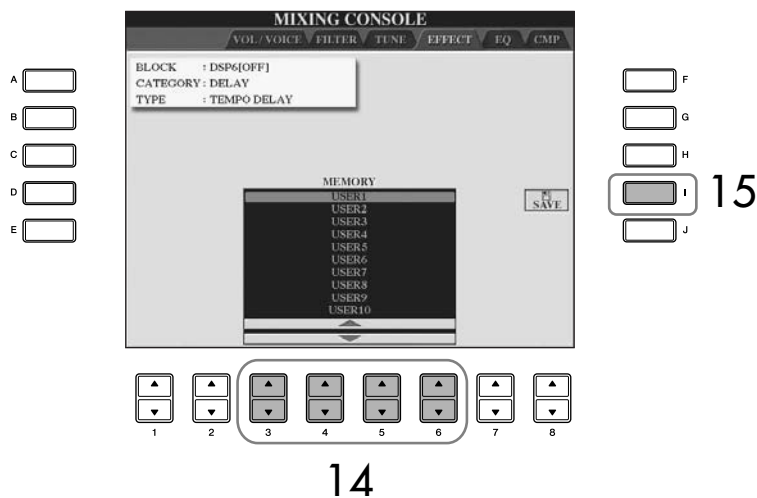 MIXING CONSOLE
VOL/VOICE FILTER TUNE EFFECT EQ CMP
BLOCK : DSP6[OFF]
CATEGORY : DELAY
TYPE : TEMPO DELAY
A
B
C
D
E
F
G
H
I
J
15
MEMORY
USER1
USER2
USER3
USER4
USER5
USER6
USER7
USER8
USER9
USER10
SAVE
1 2 3 4 5 6 7 8
14